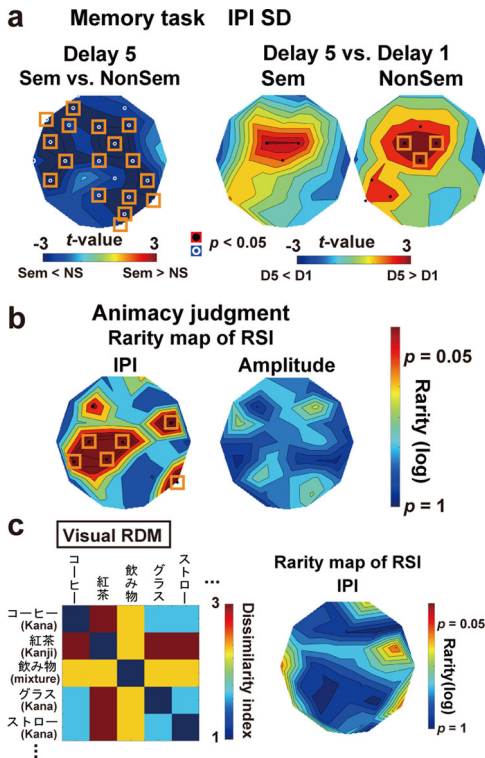 a Memory task IPI SD
Delay 5
Sem vs. NonSem
Delay 5 vs. Delay 1
Sem NonSem
-3 t-value 3
Sem < NS Sem > NS
p < 0.05
-3 t-value 3
D5 < D1 D5 > D1
b Animacy judgment
Rarity map of RSI
IPI Amplitude
p = 0.05
Rarity (log)
p = 1
c Visual RDM
コーヒー 紅茶 飲み物 グラス ストロー ...
コーヒー
(Kana)
紅茶
(Kanji)
飲み物
(mixture)
グラス
(Kana)
ストロー
(Kana)
⋮
3
Dissimilarity index
1
Rarity map of RSI
IPI
p = 0.05
Rarity(log)
p = 1